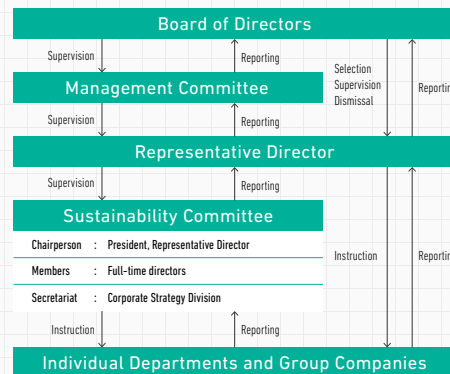 Board of Directors
Supervision
Reporting
Selection
Supervision
Dismissal
Management Committee
Supervision
Reporting
Representative Director
Supervision
Reporting
Sustainability Committee
Chairperson : President, Representative Director
Members : Full-time directors
Secretariat : Corporate Strategy Division
Instruction
Instruction
Reporting
Individual Departments and Group Companies